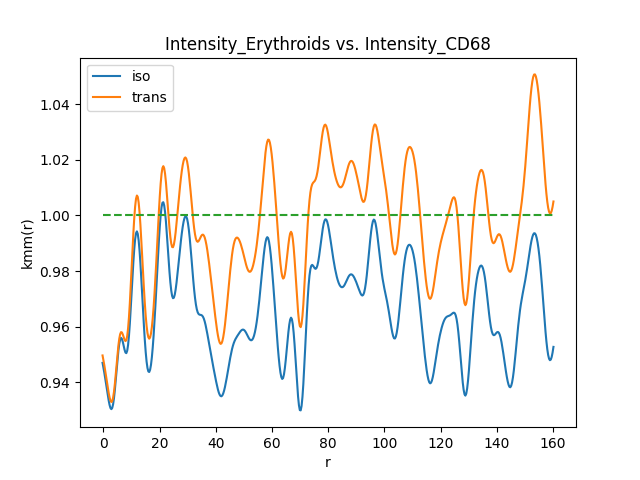 Intensity_Erythroids vs. Intensity_CD68
iso
trans
1.04
1.02
1.00
0.98
0.96
0.94
kmm(r)
0 20 40 60 80 100 120 140 160
r